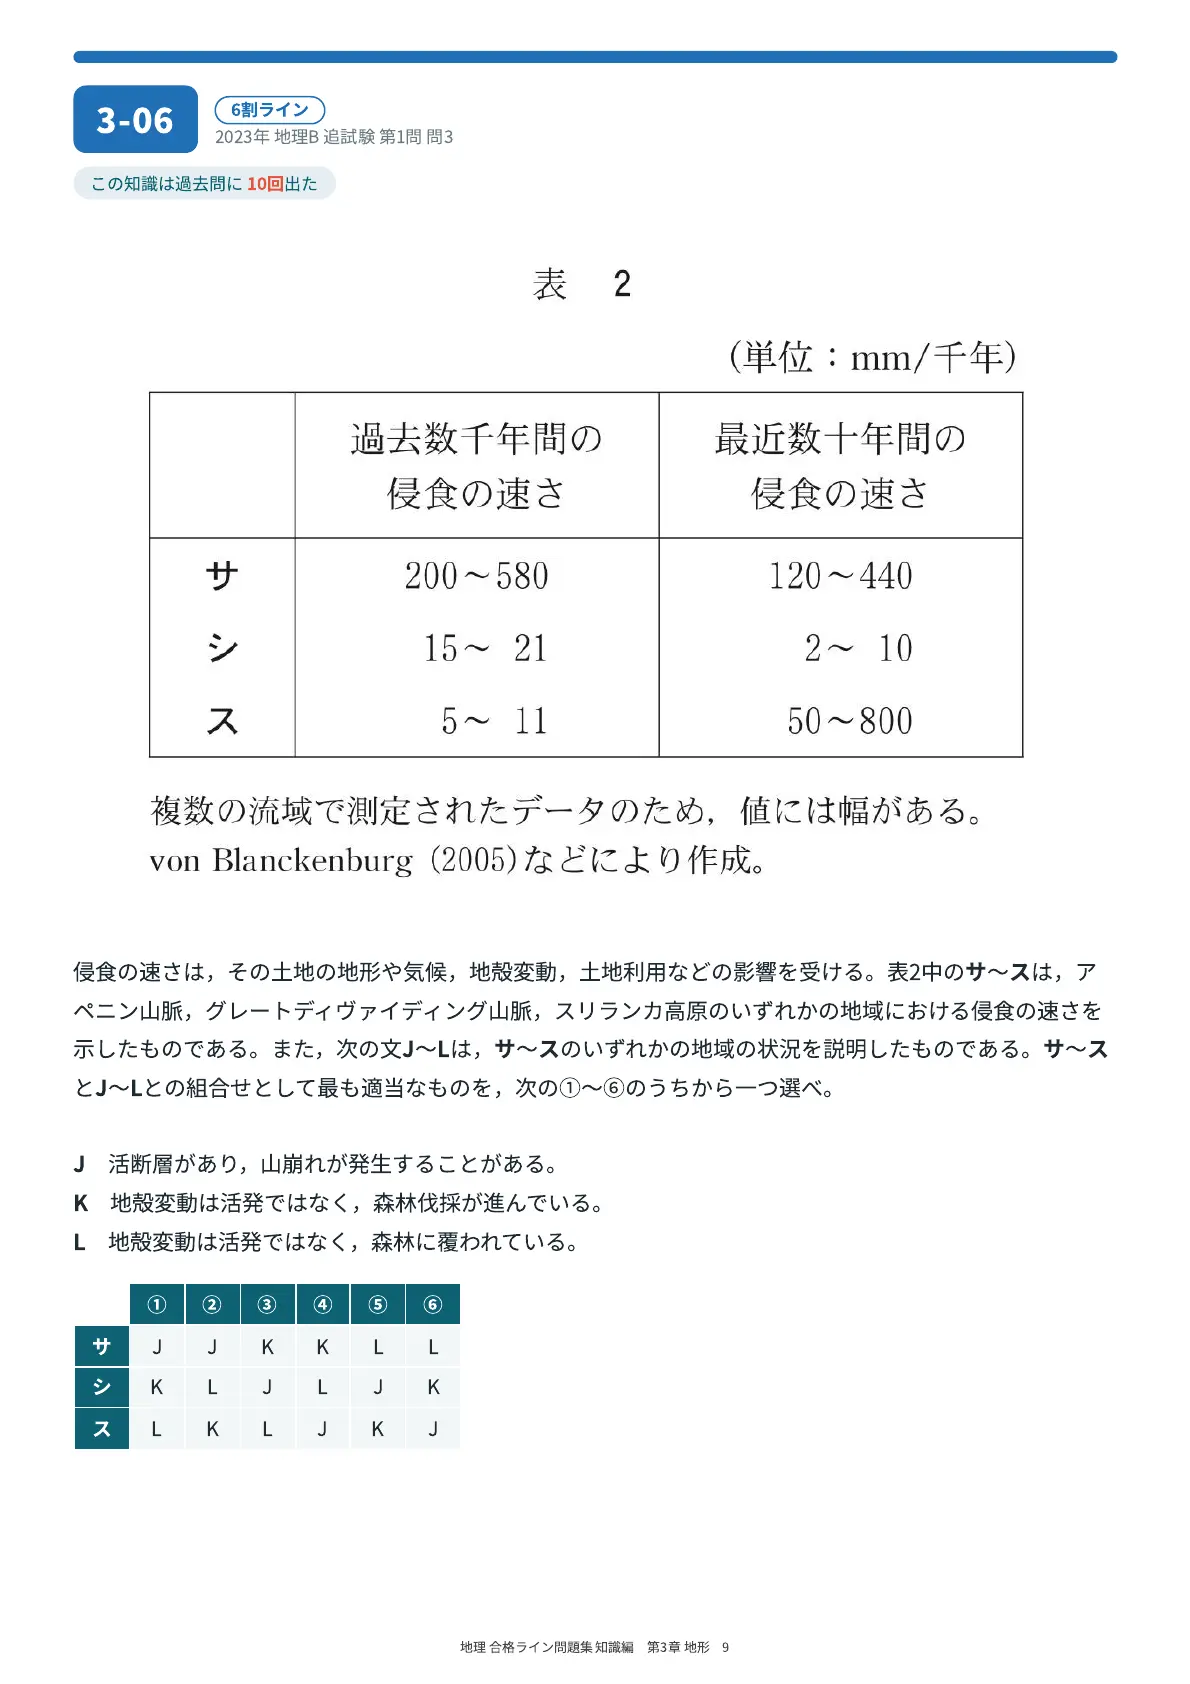 3-06
6割ライン
2023年 地理B 追試験 第1問 問3
この知識は過去問に 10回出た
表 2
(単位：mm/千年)
過去数千年間の侵食の速さ 最近数十年間の侵食の速さ
サ 200～580 120～440
シ 15～ 21 2～ 10
ス 5～ 11 50～800
複数の流域で測定されたデータのため，値には幅がある。
von Blanckenburg (2005)などにより作成。
侵食の速さは，その土地の地形や気候，地殻変動，土地利用などの影響を受ける。表2中のサ～スは，ア
ペニン山脈，グレートディヴァイディング山脈，スリランカ高原のいずれかの地域における侵食の速さを
示したものである。また，次の文J～Lは，サ～スのいずれかの地域の状況を説明したものである。サ～ス
とJ～Lとの組合せとして最も適当なものを，次の①～⑥のうちから一つ選べ。
J 活断層があり，山崩れが発生することがある。
K 地殻変動は活発ではなく，森林伐採が進んでいる。
L 地殻変動は活発ではなく，森林に覆われている。
① ② ③ ④ ⑤ ⑥
サ J J K K L L
シ K L J L J K
ス L K L J K J
地理 合格ライン問題集 知識編 第3章 地形 9